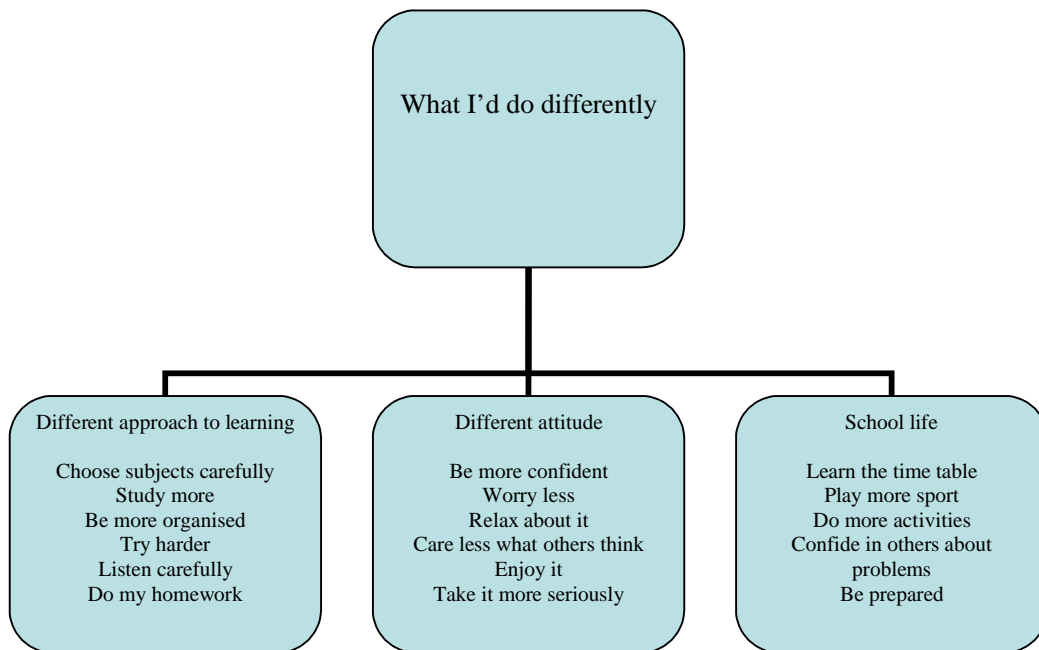 What I’d do differently
Different approach to learning
Choose subjects carefully
Study more
Be more organised
Try harder
Listen carefully
Do my homework
Different attitude
Be more confident
Worry less
Relax about it
Care less what others think
Enjoy it
Take it more seriously
School life
Learn the time table
Play more sport
Do more activities
Confide in others about
problems
Be prepared